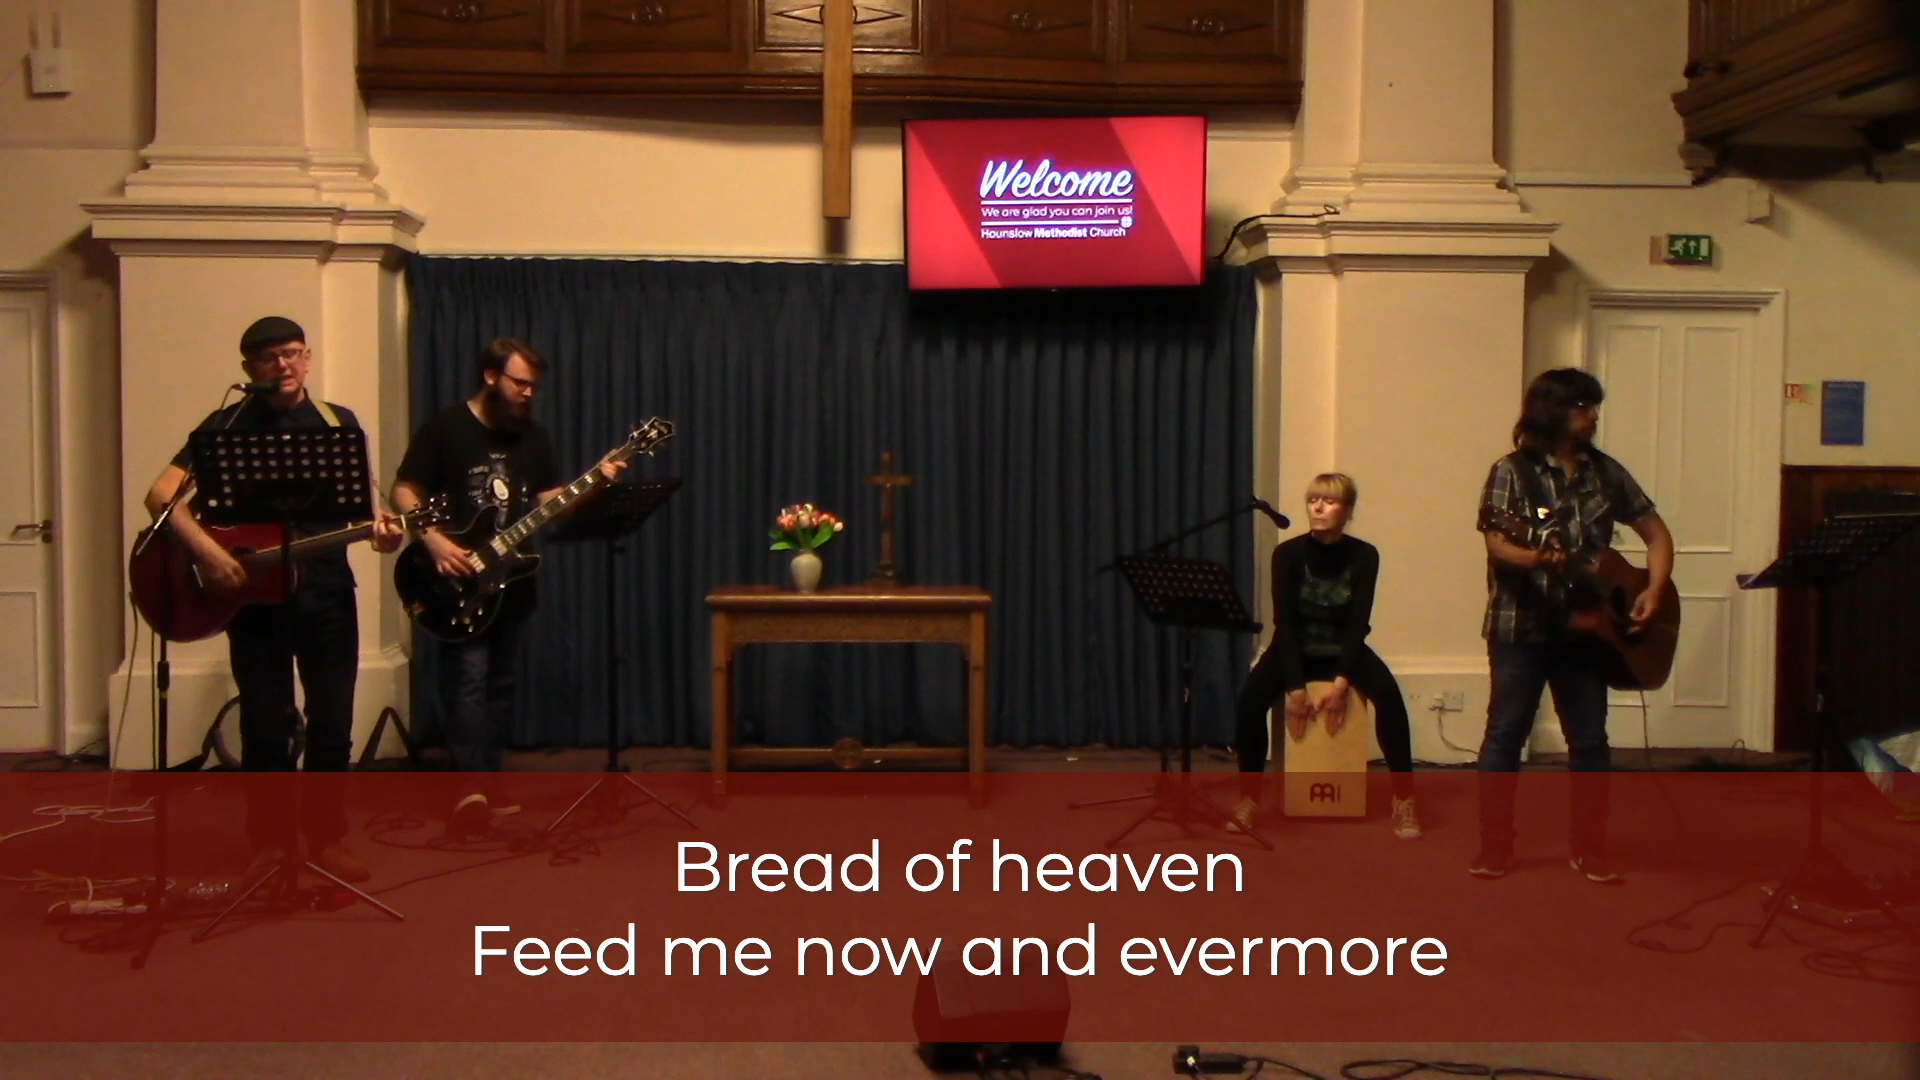 Welcome
We are glad you can join us!
Hounslow Methodist Church
Bread of heaven
Feed me now and evermore